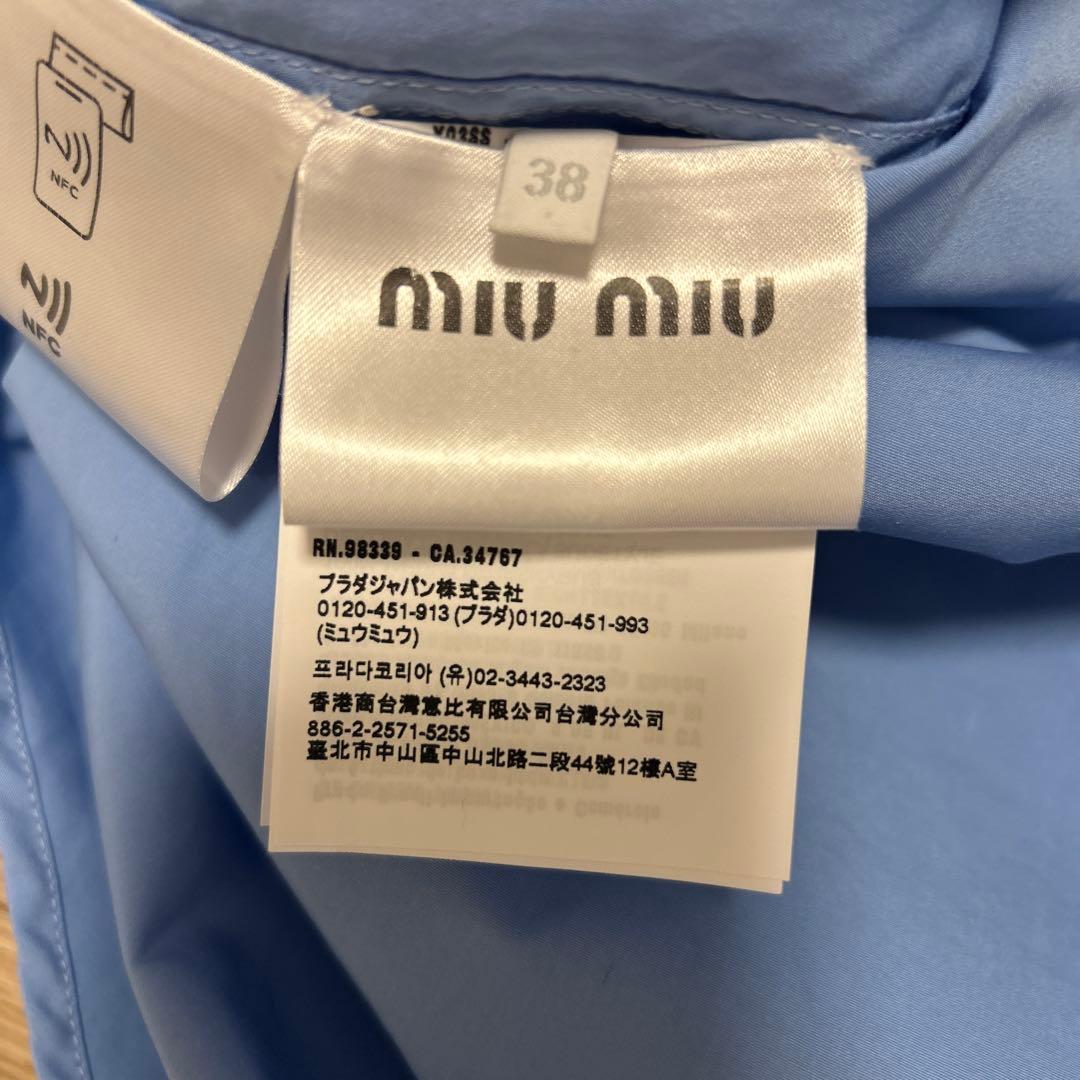 NFC
NFC
38
miu miu
RN.98339 - CA.34767
プラダジャパン株式会社
0120-451-913 (プラダ)0120-451-993
(ミュウミュウ)
프라다코리아 (유)02-3443-2323
香港商台灣意比有限公司台灣分公司
886-2-2571-5255
臺北市中山區中山北路二段44號12樓A室